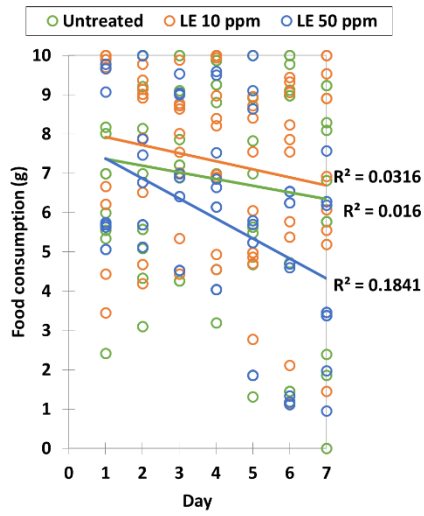 Untreated LE 10 ppm LE 50 ppm
10
9
8
7
6
5
4
3
2
1
0
Food consumption (g)
R² = 0.0316
R² = 0.016
R² = 0.1841
0 1 2 3 4 5 6 7
Day